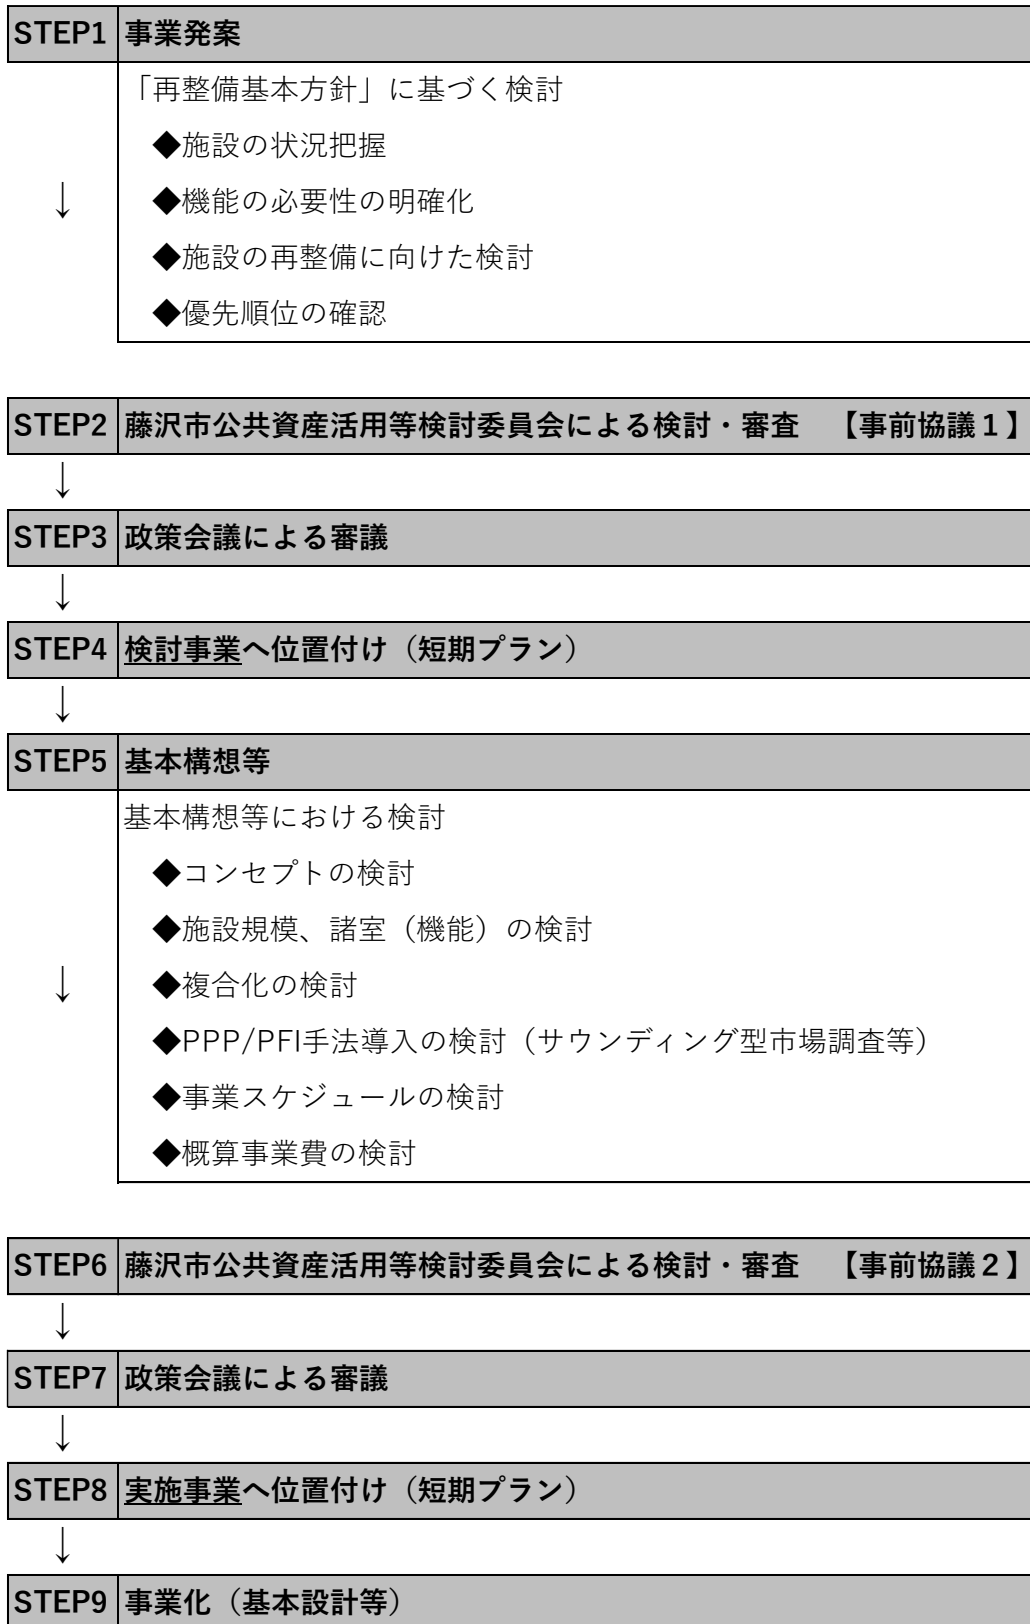 STEP1 事業発案
「再整備基本方針」に基づく検討
◆施設の状況把握
↓ ◆機能の必要性の明確化
◆施設の再整備に向けた検討
◆優先順位の確認
STEP2 藤沢市公共資産活用等検討委員会による検討・審査　【事前協議１】
↓
STEP3 政策会議による審議
↓
STEP4 検討事業へ位置付け（短期プラン）
↓
STEP5 基本構想等
基本構想等における検討
◆コンセプトの検討
◆施設規模、諸室（機能）の検討
↓ ◆複合化の検討
◆PPP/PFI手法導入の検討（サウンディング型市場調査等）
◆事業スケジュールの検討
◆概算事業費の検討
STEP6 藤沢市公共資産活用等検討委員会による検討・審査　【事前協議２】
↓
STEP7 政策会議による審議
↓
STEP8 実施事業へ位置付け（短期プラン）
↓
STEP9 事業化（基本設計等）